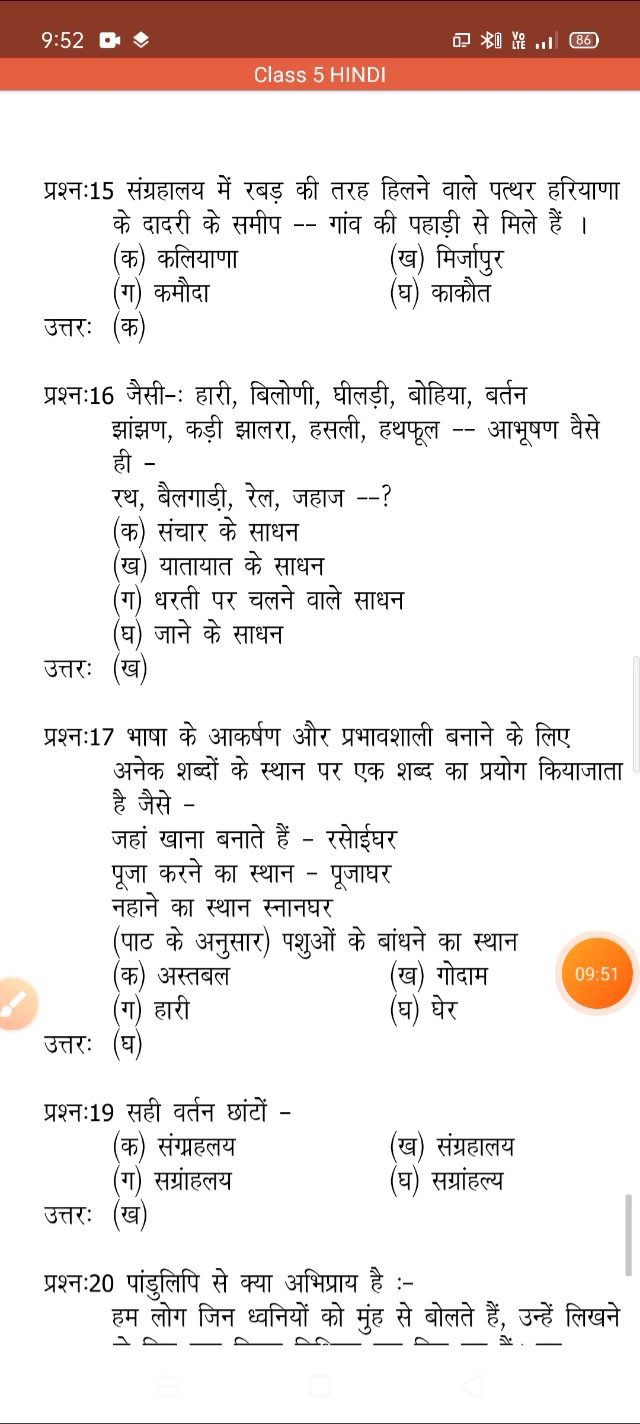 9:52
Vo LTE 86
Class 5 HINDI
प्रश्न:15 संग्रहालय में रबड़ की तरह हिलने वाले पत्थर हरियाणा
के दादरी के समीप -- गांव की पहाड़ी से मिले हैं ।
(क) कलियाणा (ख) मिर्जापुर
(ग) कमौदा (घ) काकौत
उत्तर: (क)
प्रश्न:16 जैसी-: हारी, बिलोणी, घीलड़ी, बोहिया, बर्तन
झांझण, कड़ी झालरा, हसली, हथफूल -- आभूषण वैसे
ही -
रथ, बैलगाडी़, रेल, जहाज --?
(क) संचार के साधन
(ख) यातायात के साधन
(ग) धरती पर चलने वाले साधन
(घ) जाने के साधन
उत्तर: (ख)
प्रश्न:17 भाषा के आकर्षण और प्रभावशाली बनाने के लिए
अनेक शब्दों के स्थान पर एक शब्द का प्रयोग कियाजाता
है जैसे -
जहां खाना बनाते हैं - रसोईघर
पूजा करने का स्थान - पूजाघर
नहाने का स्थान स्नानघर
(पाठ के अनुसार) पशुओं के बांधने का स्थान
(क) अस्तबल (ख) गोदाम
09:51
(ग) हारी (घ) घेर
उत्तर: (घ)
प्रश्न:19 सही वर्तन छांटों -
(क) संग्रहलय (ख) संग्रहालय
(ग) सग्रांहलय (घ) सग्रांहल्य
उत्तर: (ख)
प्रश्न:20 पांडुलिपि से क्या अभिप्राय है :-
हम लोग जिन ध्वनियों को मुंह से बोलते हैं, उन्हें लिखने